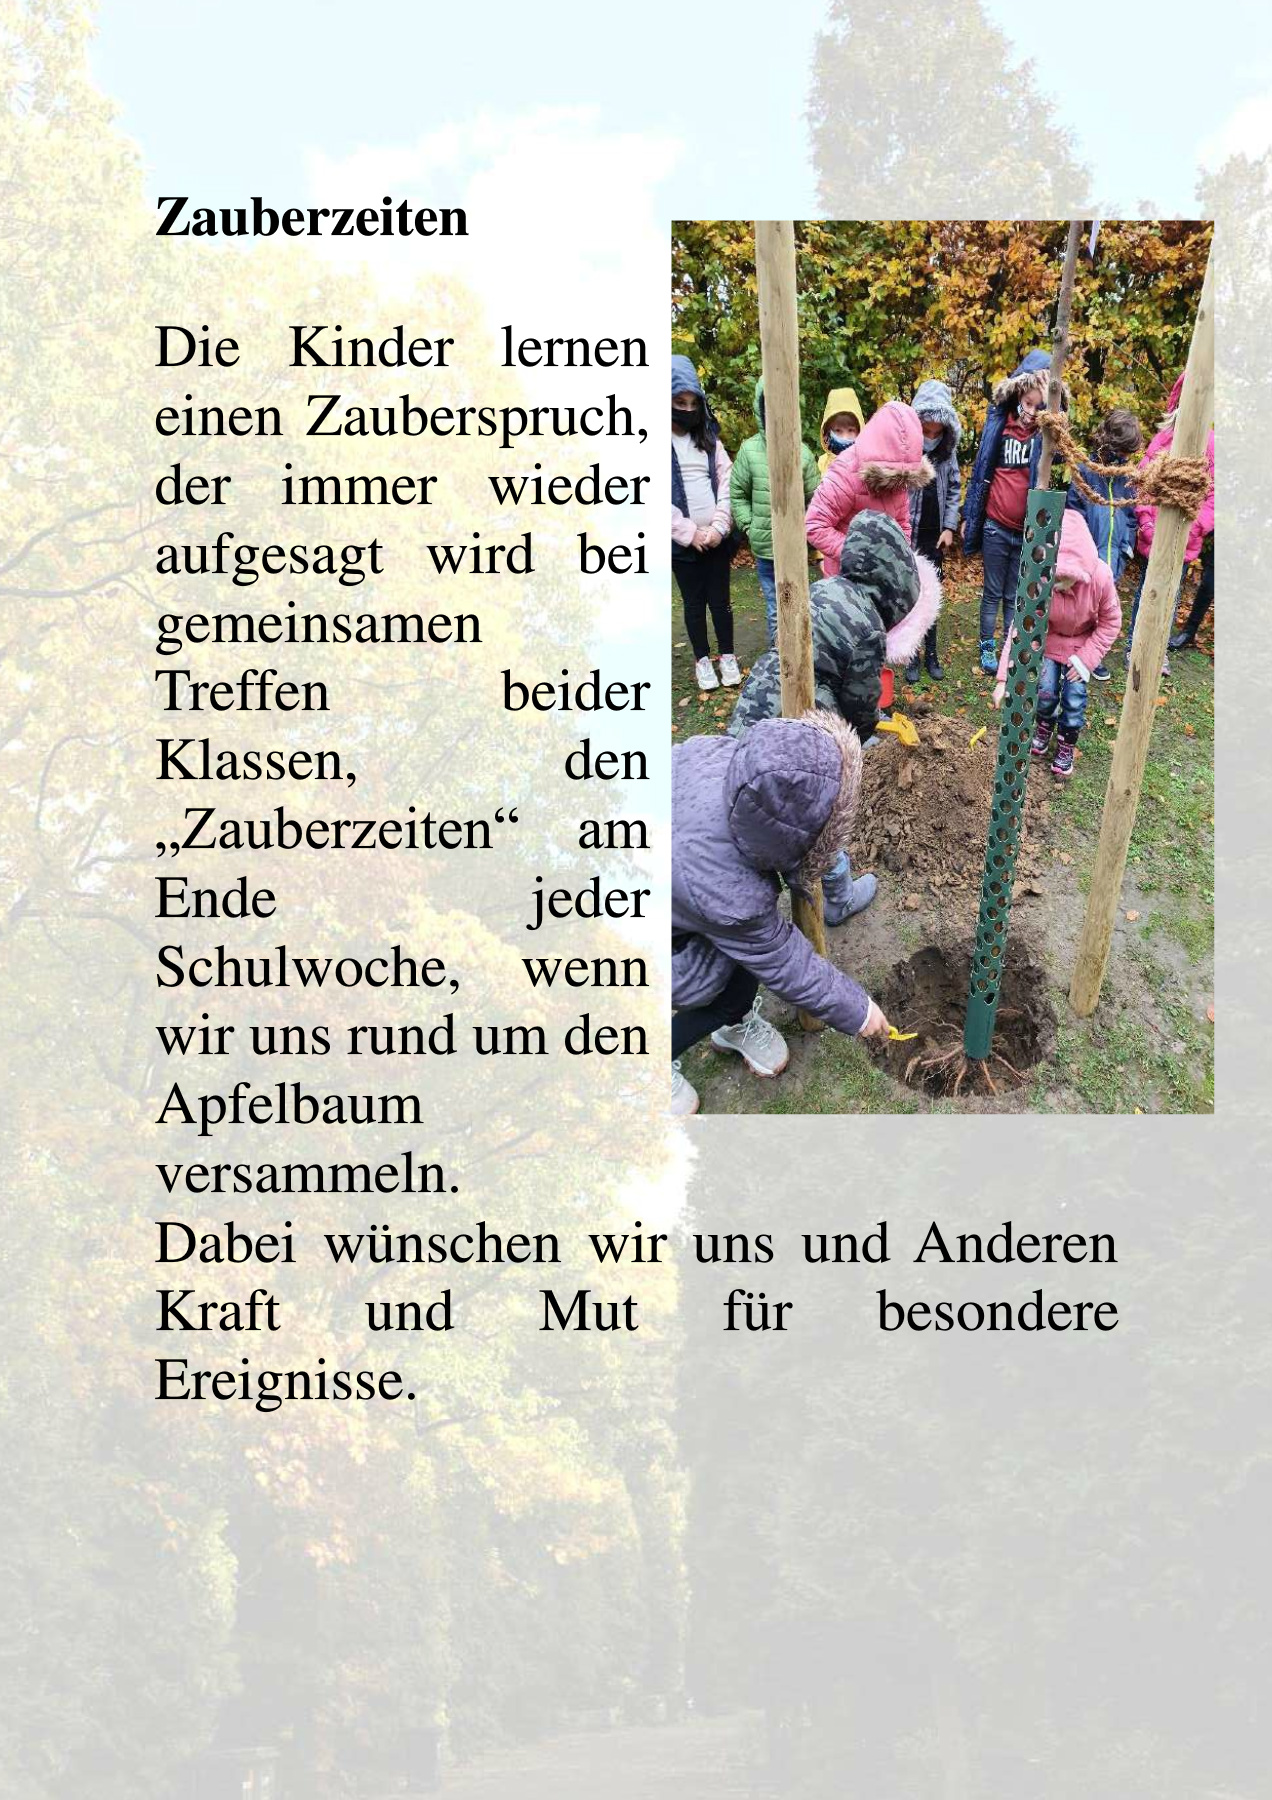 Zauberzeiten
Die Kinder lernen
einen Zauberspruch,
der immer wieder
aufgesagt wird bei
gemeinsamen
Treffen beider
Klassen, den
„Zauberzeiten“ am
Ende jeder
Schulwoche, wenn
wir uns rund um den
Apfelbaum
versammeln.
Dabei wünschen wir uns und Anderen
Kraft und Mut für besondere
Ereignisse.
HRL